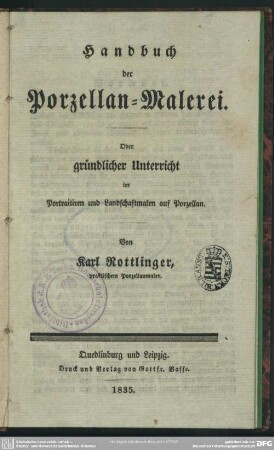 Handbuch
der
Porzellan-Malerei.
Oder
gründlicher Unterricht
im
Portraitiren und Landschaftmalen auf Porzellan.
Von
Karl Rottlinger,
praktischem Porzellanmaler.
Quedlinburg und Leipzig.
Druck und Verlag von Gottfr. Basse.
1835.